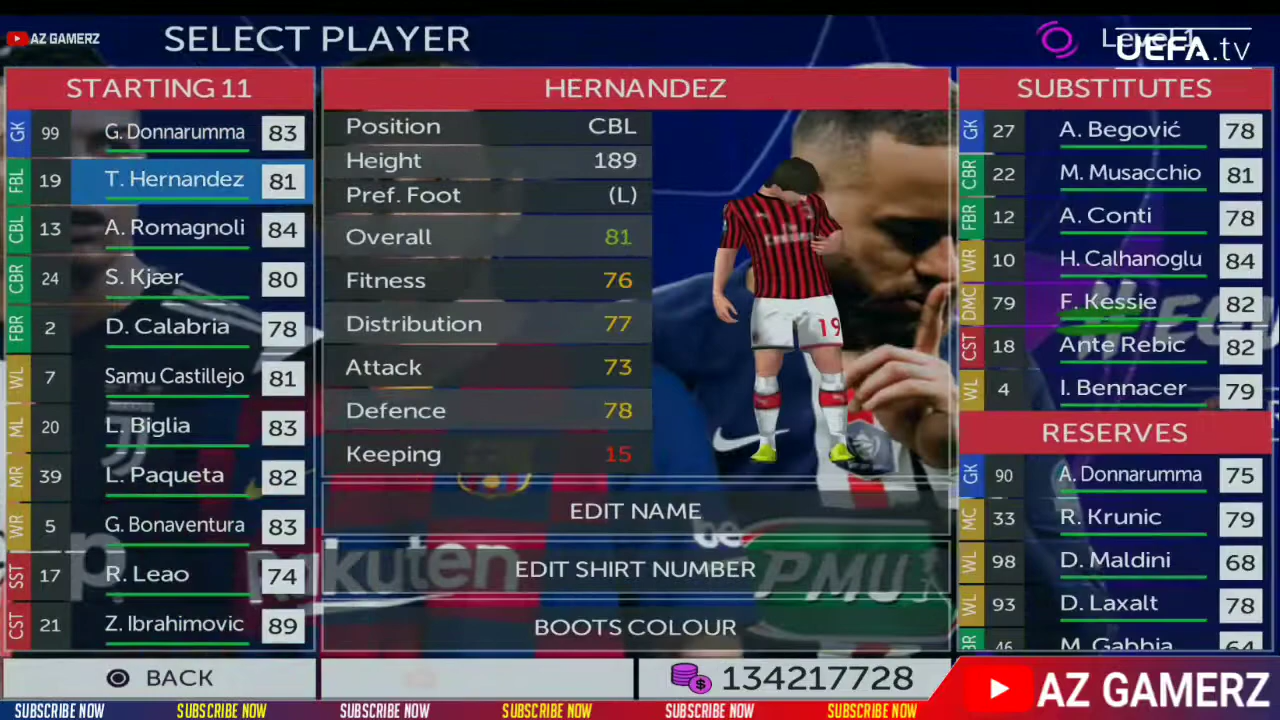 AZ GAMERZ
SELECT PLAYER
UEFA.tv
STARTING 11
GK 99 G. Donnarumma 83
FBL 19 T. Hernandez 81
CBL 13 A. Romagnoli 84
CBR 24 S. Kjær 80
FBR 2 D. Calabria 78
WL 7 Samu Castillejo 81
ML 20 L. Biglia 83
MR 39 L. Paqueta 82
WR 5 G. Bonaventura 83
SST 17 R. Leao 74
CST 21 Z. Ibrahimovic 89
HERNANDEZ
Position CBL
Height 189
Pref. Foot (L)
Overall 81
Fitness 76
Distribution 77
Attack 73
Defence 78
Keeping 15
19
EDIT NAME
EDIT SHIRT NUMBER
BOOTS COLOUR
Rakuten
PMU
SUBSTITUTES
GK 27 A. Begović 78
CBR 22 M. Musacchio 81
FBR 12 A. Conti 78
WR 10 H. Calhanoglu 84
DMC 79 F. Kessie 82
CST 18 Ante Rebic 82
WL 4 I. Bennacer 79
RESERVES
GK 90 A. Donnarumma 75
MC 33 R. Krunic 79
WL 98 D. Maldini 68
WL 93 D. Laxalt 78
46 M. Gabbia 64
BACK
134217728
AZ GAMERZ
SUBSCRIBE NOW SUBSCRIBE NOW SUBSCRIBE NOW SUBSCRIBE NOW SUBSCRIBE NOW SUBSCRIBE NOW